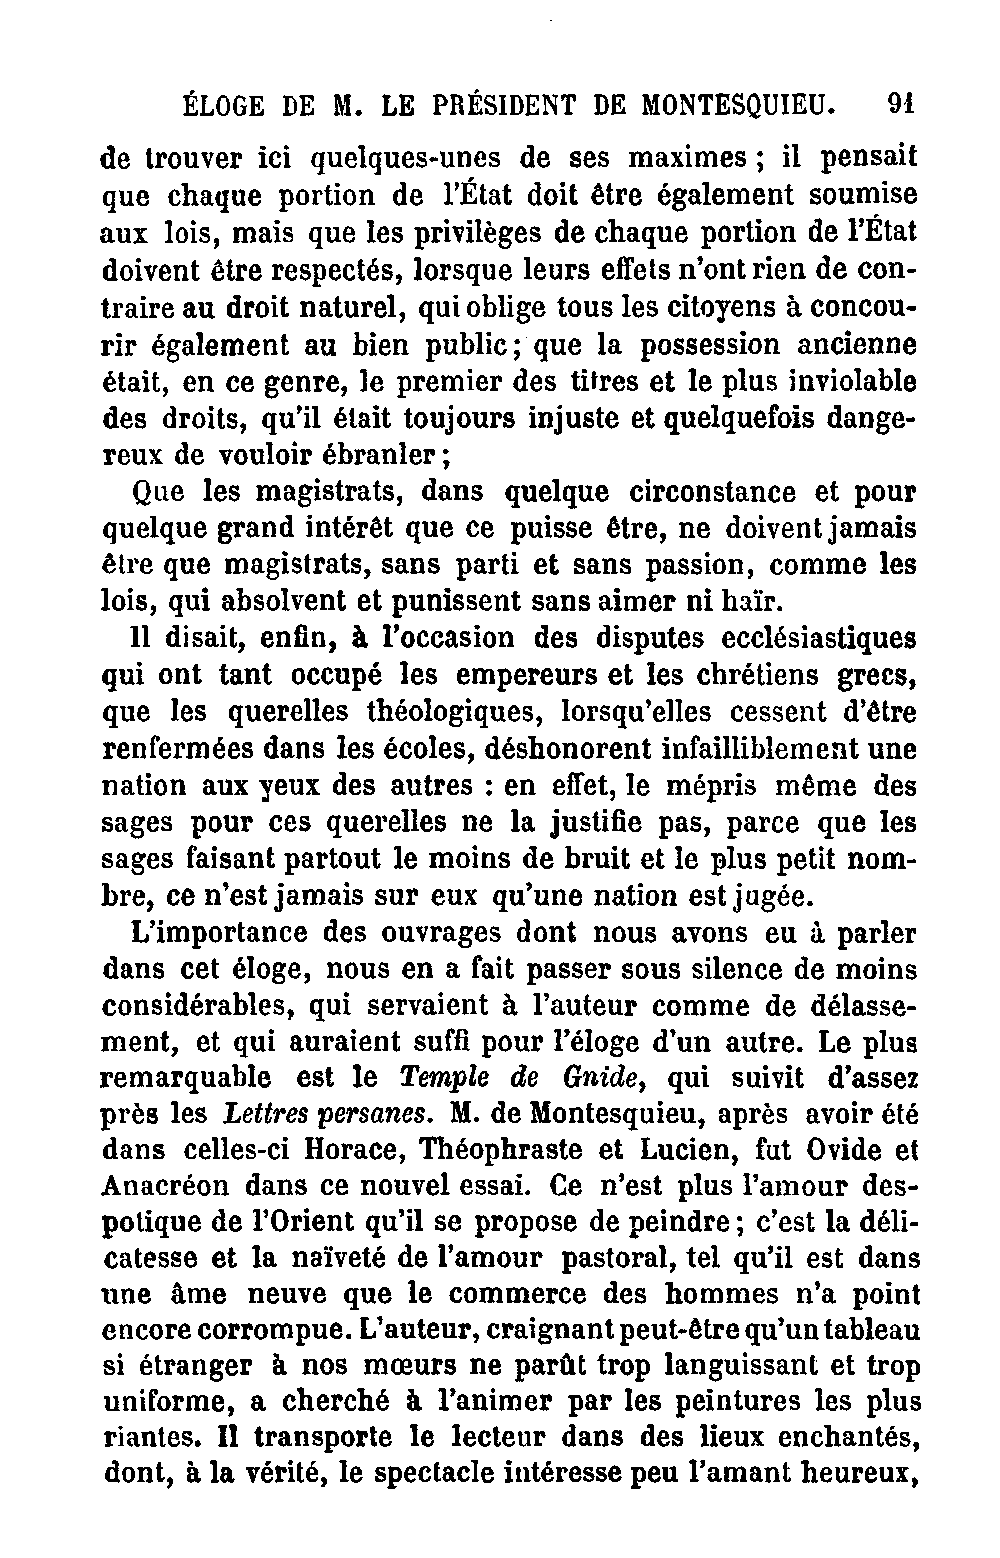 ÉLOGE DE M. LE PRÉSIDENT DE MONTESQUIEU. 91
de trouver ici quelques-unes de ses maximes ; il pensait
que chaque portion de l'État doit être également soumise
aux lois, mais que les privilèges de chaque portion de l'État
doivent être respectés, lorsque leurs effets n'ont rien de con-
traire au droit naturel, qui oblige tous les citoyens à concou-
rir également au bien public ; que la possession ancienne
était, en ce genre, le premier des titres et le plus inviolable
des droits, qu'il était toujours injuste et quelquefois dange-
reux de vouloir ébranler ;
Que les magistrats, dans quelque circonstance et pour
quelque grand intérêt que ce puisse être, ne doivent jamais
être que magistrats, sans parti et sans passion, comme les
lois, qui absolvent et punissent sans aimer ni haïr.
Il disait, enfin, à l'occasion des disputes ecclésiastiques
qui ont tant occupé les empereurs et les chrétiens grecs,
que les querelles théologiques, lorsqu'elles cessent d'être
renfermées dans les écoles, déshonorent infailliblement une
nation aux yeux des autres : en effet, le mépris même des
sages pour ces querelles ne la justifie pas, parce que les
sages faisant partout le moins de bruit et le plus petit nom-
bre, ce n'est jamais sur eux qu'une nation est jugée.
L'importance des ouvrages dont nous avons eu à parler
dans cet éloge, nous en a fait passer sous silence de moins
considérables, qui servaient à l'auteur comme de délasse-
ment, et qui auraient suffi pour l'éloge d'un autre. Le plus
remarquable est le Temple de Gnide, qui suivit d'assez
près les Lettres persanes. M. de Montesquieu, après avoir été
dans celles-ci Horace, Théophraste et Lucien, fut Ovide et
Anacréon dans ce nouvel essai. Ce n'est plus l'amour des-
potique de l'Orient qu'il se propose de peindre ; c'est la déli-
catesse et la naïveté de l'amour pastoral, tel qu'il est dans
une âme neuve que le commerce des hommes n'a point
encore corrompue. L'auteur, craignant peut-être qu'un tableau
si étranger à nos mœurs ne parût trop languissant et trop
uniforme, a cherché à l'animer par les peintures les plus
riantes. Il transporte le lecteur dans des lieux enchantés,
dont, à la vérité, le spectacle intéresse peu l'amant heureux,